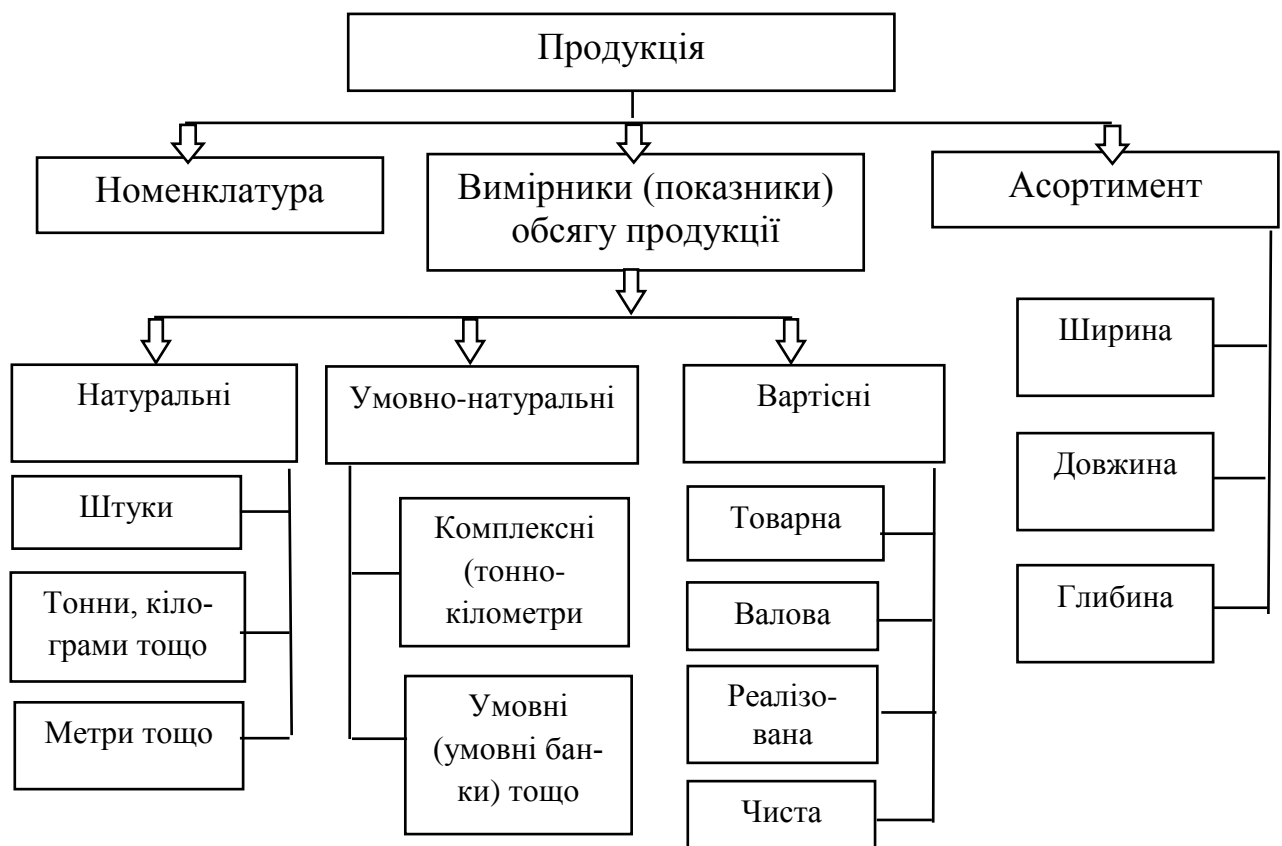 Продукція
Номенклатура
Вимірники (показники)
обсягу продукції
Асортимент
Натуральні
Умовно-натуральні
Вартісні
Штуки
Тонни, кіло-
грами тощо
Метри тощо
Комплексні
(тонно-
кілометри
Умовні
(умовні бан-
ки) тощо
Товарна
Валова
Реалізо-
вана
Чиста
Ширина
Довжина
Глибина